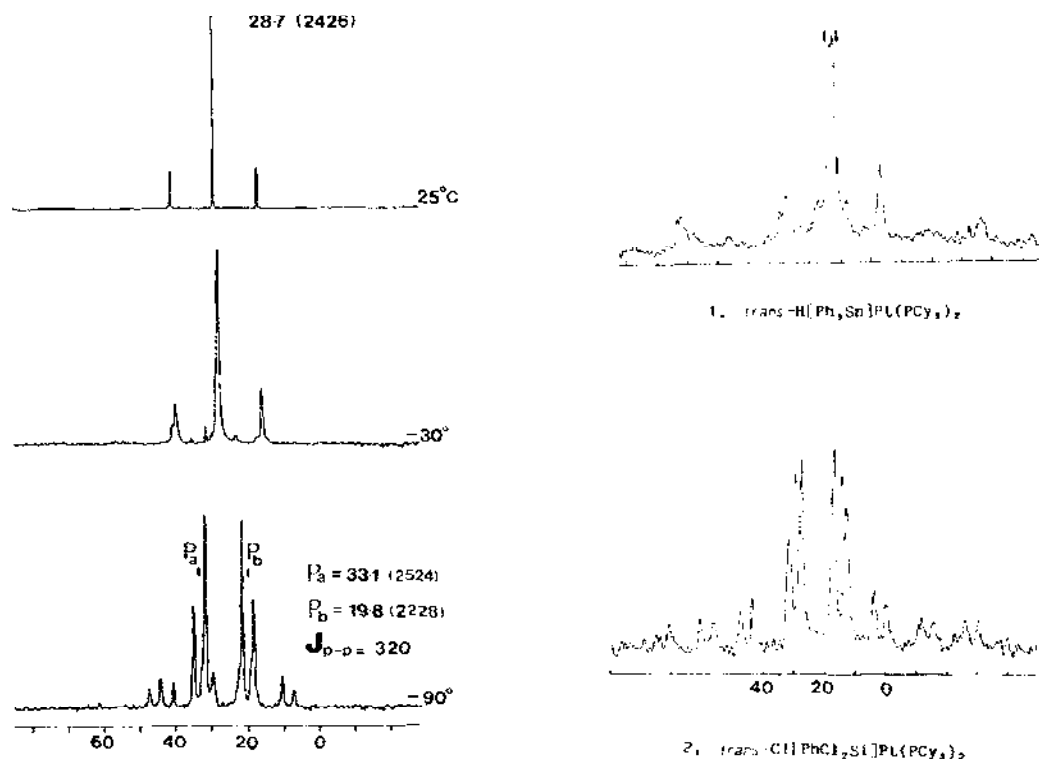 28·7 (2426)
25°C
-30°
Pa
Pb
Pa = 33·1 (2524)
Pb = 19·8 (2228)
Jp-p = 320
-90°
60 40 20 0
1. trans-H[Ph₃Sn]Pt(PCy₃)₂
40 20 0
2. trans-Cl[PhCl₂Si]Pt(PCy₃)₂